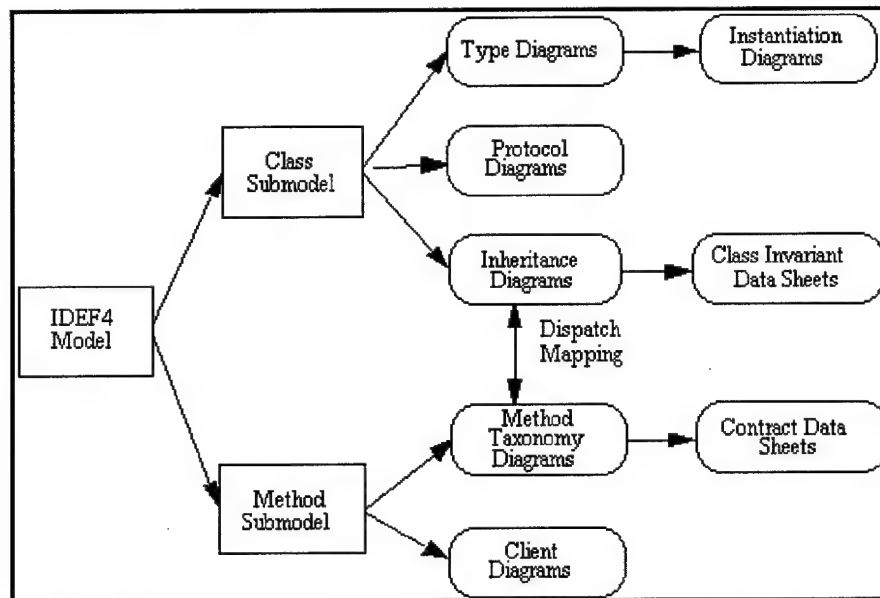 Type Diagrams
Instantiation
Diagrams
Class
Submodel
Protocol
Diagrams
Inheritance
Diagrams
Class Invariant
Data Sheets
IDEF4
Model
Dispatch
Mapping
Method
Taxonomy
Diagrams
Contract Data
Sheets
Method
Submodel
Client
Diagrams